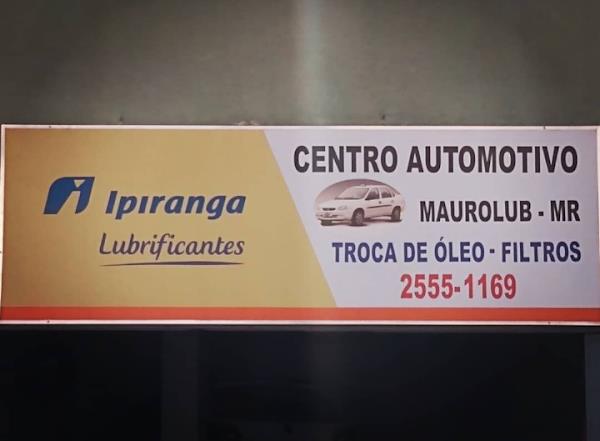 Ipiranga
Lubrificantes
CENTRO AUTOMOTIVO
MAUROLUB - MR
TROCA DE ÓLEO - FILTROS
2555-1169